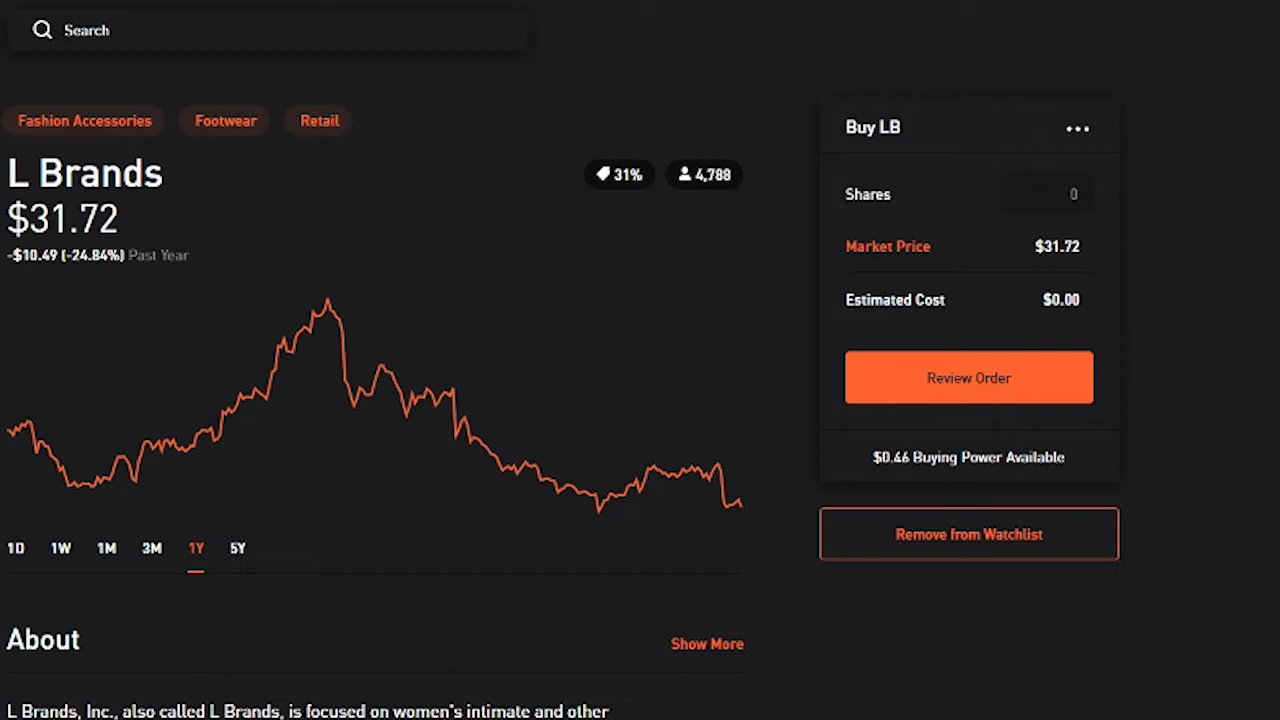 Search
Fashion Accessories Footwear Retail
L Brands
31% 4,788
$31.72
-$10.49 (-24.84%) Past Year
1D 1W 1M 3M 1Y 5Y
About
Show More
L Brands, Inc., also called L Brands, is focused on women's intimate and other
Buy LB
Shares 0
Market Price $31.72
Estimated Cost $0.00
Review Order
$0.46 Buying Power Available
Remove from Watchlist